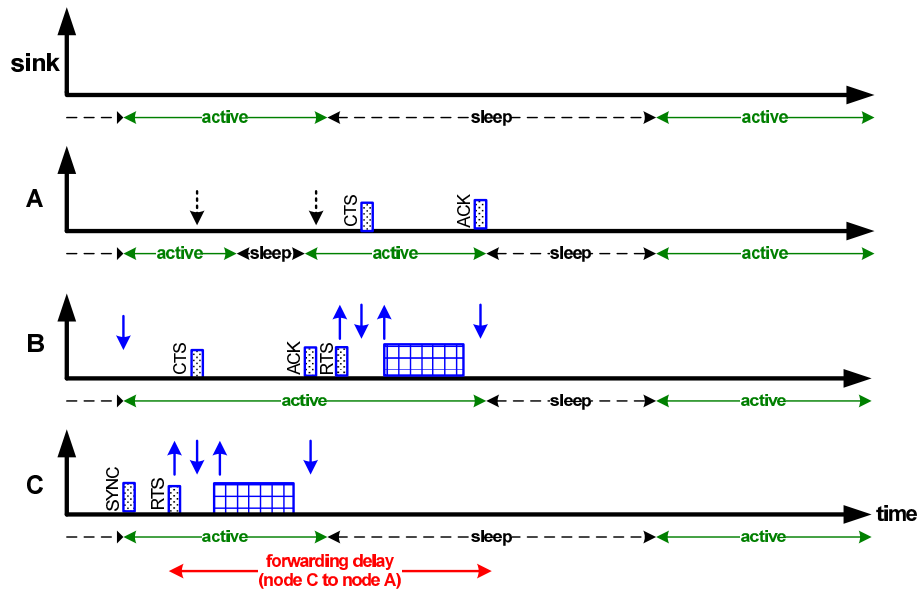 sink
active
sleep
active
A
CTS
ACK
active
sleep
active
sleep
active
B
CTS
ACK
RTS
active
sleep
active
C
SYNC
RTS
time
active
sleep
active
forwarding delay
(node C to node A)